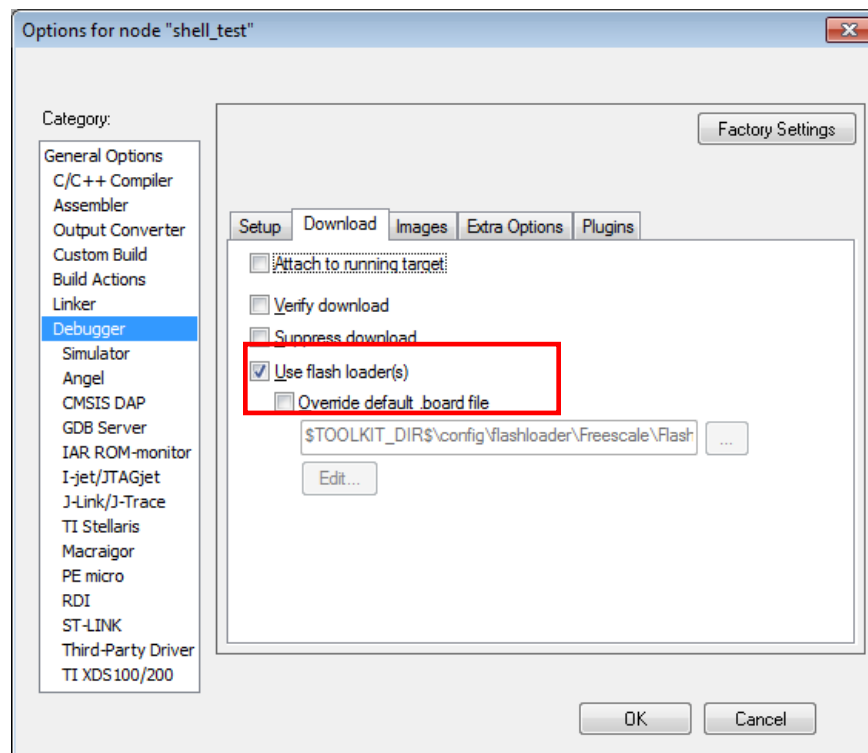 Options for node "shell_test"
Category:
Factory Settings
General Options
C/C++ Compiler
Assembler
Output Converter
Custom Build
Build Actions
Linker
Debugger
Simulator
Angel
CMSIS DAP
GDB Server
IAR ROM-monitor
I-jet/JTAGjet
J-Link/J-Trace
TI Stellaris
Macraigor
PE micro
RDI
ST-LINK
Third-Party Driver
TI XDS100/200
Setup Download Images Extra Options Plugins
Attach to running target
Verify download
Suppress download
Use flash loader(s)
Override default .board file
$TOOLKIT_DIR$\config\flashloader\Freescale\Flash ...
Edit...
OK Cancel